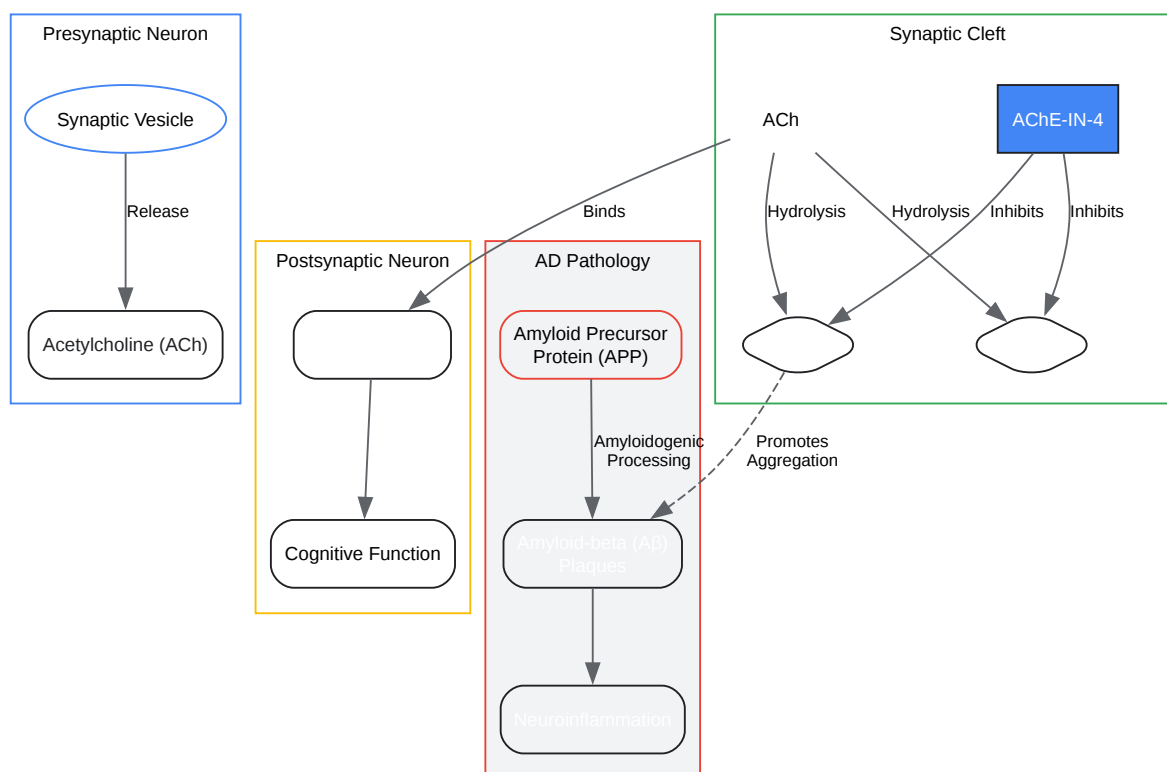 Presynaptic Neuron
Synaptic Cleft
Synaptic Vesicle
ACh
AChE-IN-4
Release
Binds
Hydrolysis
Hydrolysis
Inhibits
Inhibits
Postsynaptic Neuron
AD Pathology
Acetylcholine (ACh)
Amyloid Precursor
Protein (APP)
Amyloidogenic
Processing
Promotes
Aggregation
Cognitive Function
Amyloid-beta (Aβ)
Plaques
Neuroinflammation